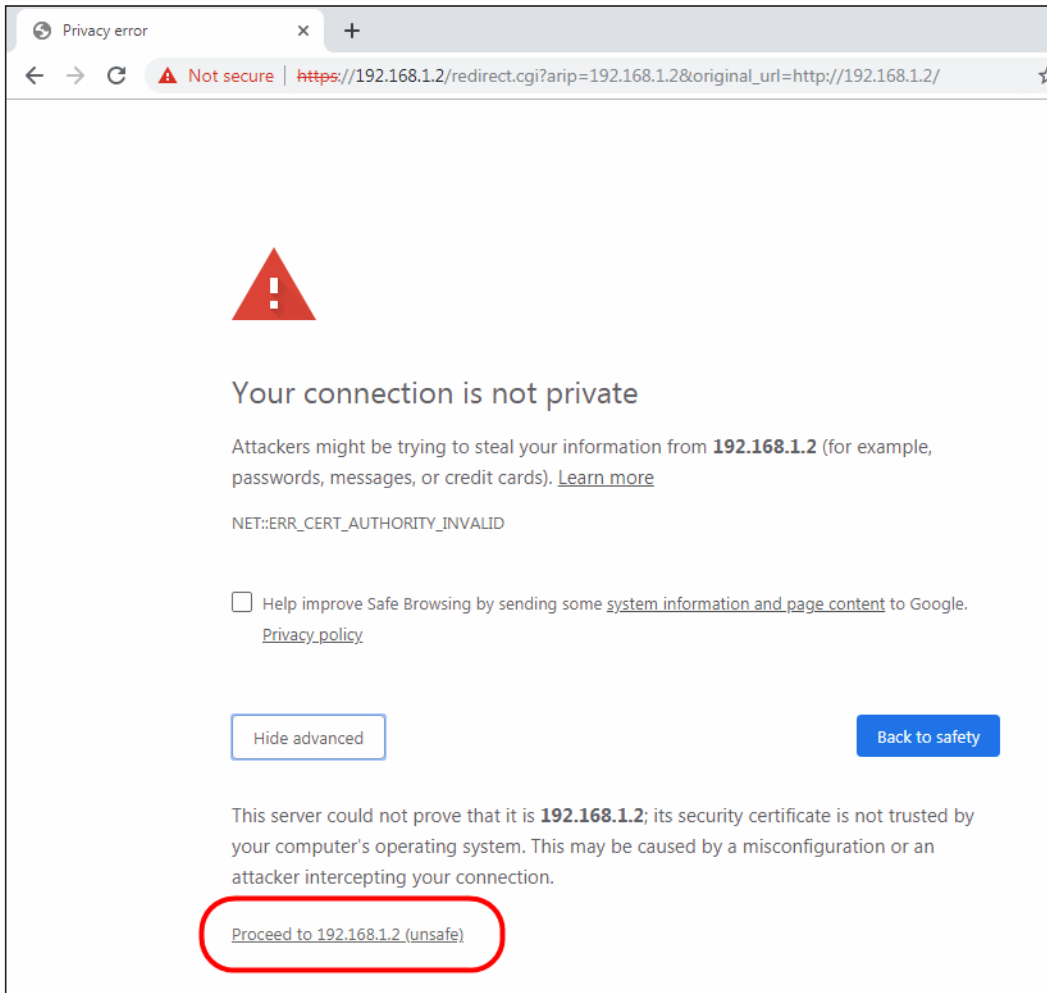 Privacy error
Not secure | https://192.168.1.2/redirect.cgi?arip=192.168.1.2&original_url=http://192.168.1.2/
Your connection is not private
Attackers might be trying to steal your information from 192.168.1.2 (for example,
passwords, messages, or credit cards). Learn more
NET::ERR_CERT_AUTHORITY_INVALID
Help improve Safe Browsing by sending some system information and page content to Google.
Privacy policy
Hide advanced
Back to safety
This server could not prove that it is 192.168.1.2; its security certificate is not trusted by
your computer's operating system. This may be caused by a misconfiguration or an
attacker intercepting your connection.
Proceed to 192.168.1.2 (unsafe)